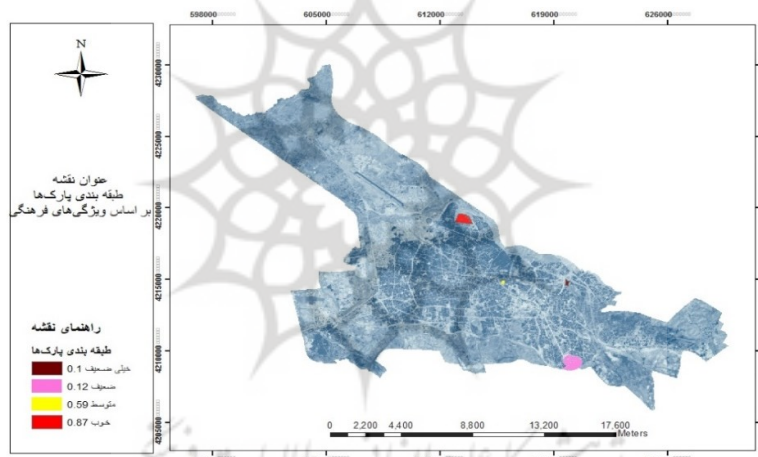 598000 605000 612000 619000 626000
N
4230000
4225000
4220000
4215000
4210000
4205000
عنوان نقشه
طبقه بندی پارک‌ها
بر اساس ویژگی‌های فرهنگی
راهنمای نقشه
طبقه بندی پارک‌ها
خیلی ضعیف 0.1
ضعیف 0.12
متوسط 0.59
خوب 0.87
0 2,200 4,400 8,800 13,200 17,600
Meters